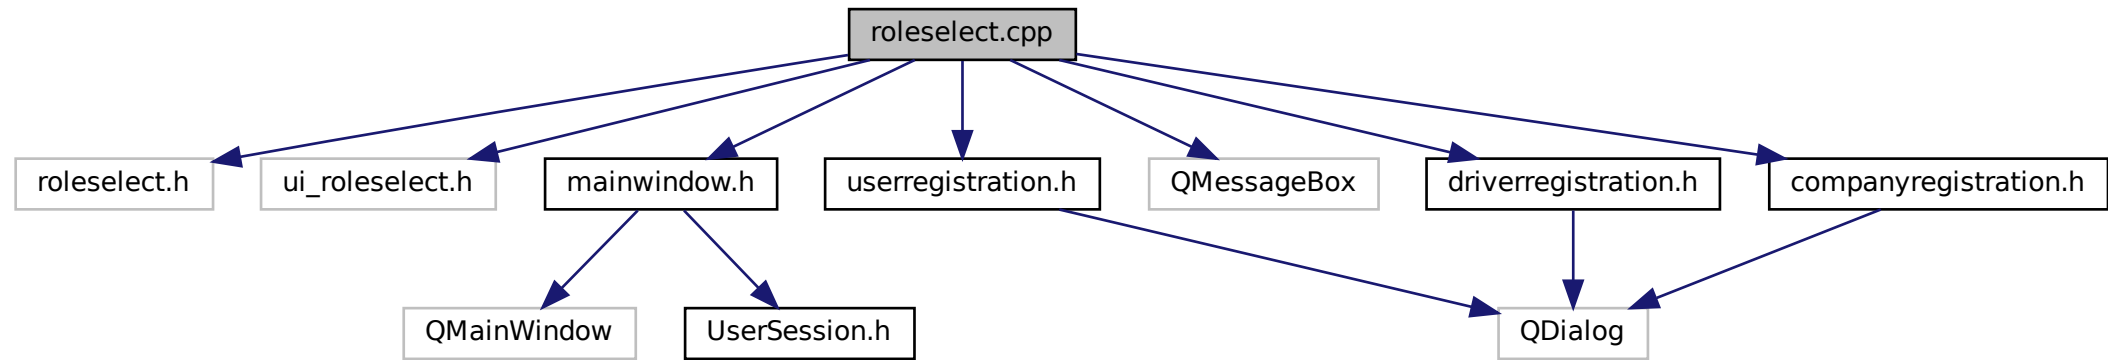 roleselect.cpp
roleselect.h
ui_roleselect.h
mainwindow.h
userregistration.h
QMessageBox
driverregistration.h
companyregistration.h
QMainWindow
UserSession.h
QDialog